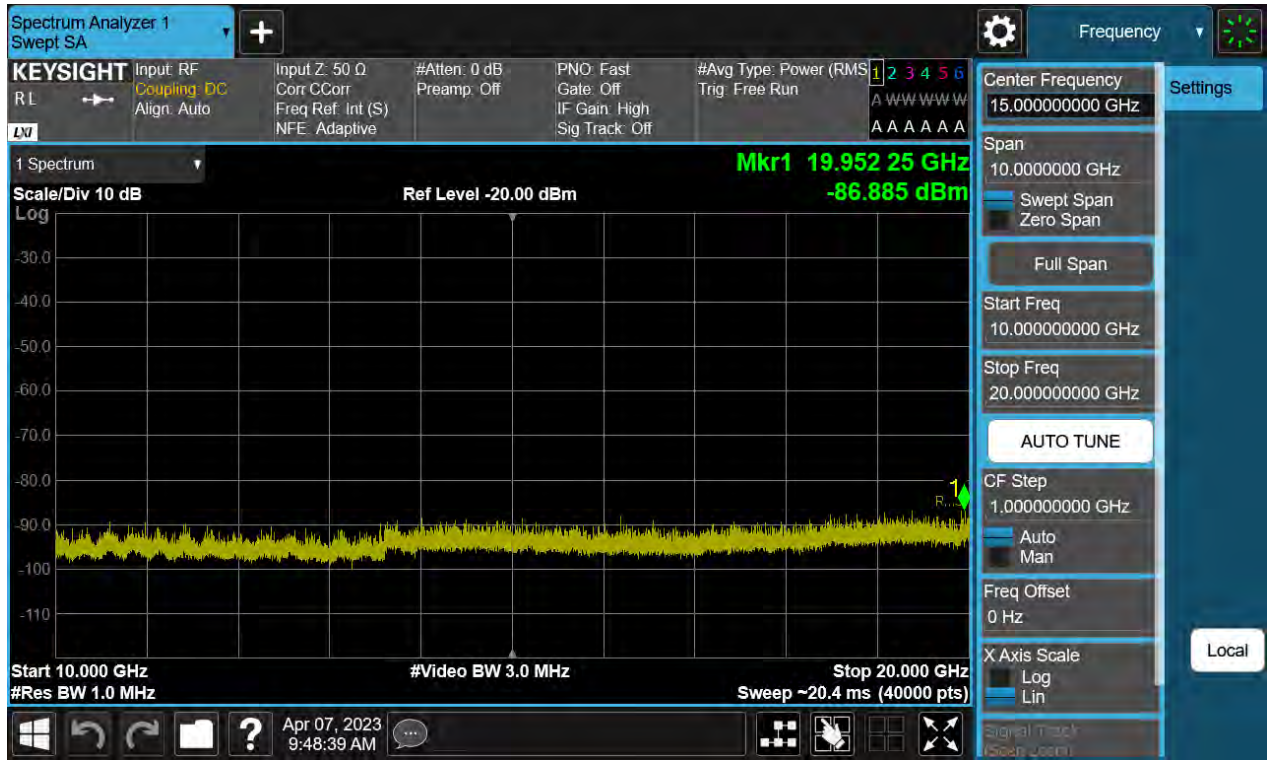 Spectrum Analyzer 1
Swept SA
Frequency
KEYSIGHT
RL
LXI
Input: RF
Coupling: DC
Align: Auto
Input Z: 50 Ω
Corr CCorr
Freq Ref: Int (S)
NFE: Adaptive
#Atten: 0 dB
Preamp: Off
PNO: Fast
Gate: Off
IF Gain: High
Sig Track: Off
#Avg Type: Power (RMS
Trig: Free Run
1 2 3 4 5 6
A W W W W W
A A A A A A
1 Spectrum
Mkr1 19.952 25 GHz
Scale/Div 10 dB
Ref Level -20.00 dBm
-86.885 dBm
Log
-30.0
-40.0
-50.0
-60.0
-70.0
-80.0
-90.0
-100
-110
1
R...
Start 10.000 GHz
#Video BW 3.0 MHz
Stop 20.000 GHz
#Res BW 1.0 MHz
Sweep ~20.4 ms (40000 pts)
Apr 07, 2023
9:48:39 AM
Center Frequency
15.000000000 GHz
Span
10.0000000 GHz
Swept Span
Zero Span
Full Span
Start Freq
10.000000000 GHz
Stop Freq
20.000000000 GHz
AUTO TUNE
CF Step
1.000000000 GHz
Auto
Man
Freq Offset
0 Hz
X Axis Scale
Log
Lin
Signal Track
(Span Zoom)
Settings
Local